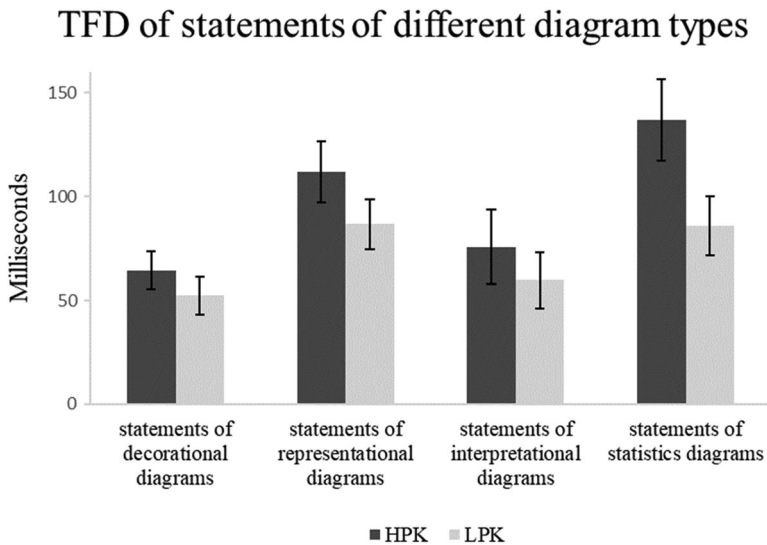 TFD of statements of different diagram types
Milliseconds
150
100
50
0
statements of
decorational
diagrams
statements of
representational
diagrams
statements of
interpretational
diagrams
statements of
statistics diagrams
HPK LPK